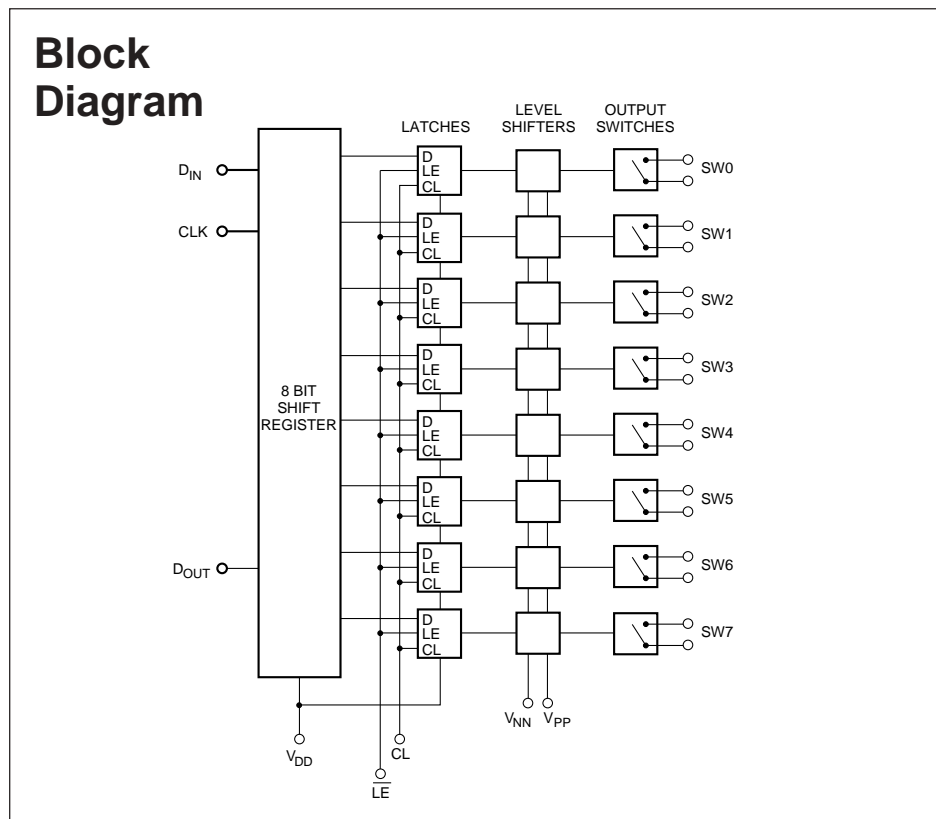 Block
Diagram
LATCHES
LEVEL
SHIFTERS
OUTPUT
SWITCHES
DIN
CLK
DOUT
8 BIT
SHIFT
REGISTER
D
LE
CL
SW0
D
LE
CL
SW1
D
LE
CL
SW2
D
LE
CL
SW3
D
LE
CL
SW4
D
LE
CL
SW5
D
LE
CL
SW6
D
LE
CL
SW7
VNN VPP
VDD
CL
L̅E̅